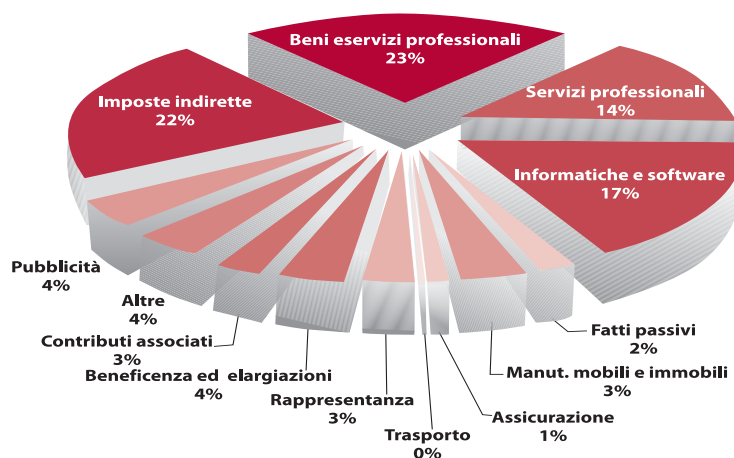 Beni eservizi professionali
23%
Servizi professionali
14%
Imposte indirette
22%
Informatiche e software
17%
Pubblicità
4%
Altre
4%
Contributi associati
3%
Beneficenza ed elargizioni
4%
Rappresentanza
3%
Trasporto
0%
Assicurazione
1%
Manut. mobili e immobili
3%
Fatti passivi
2%